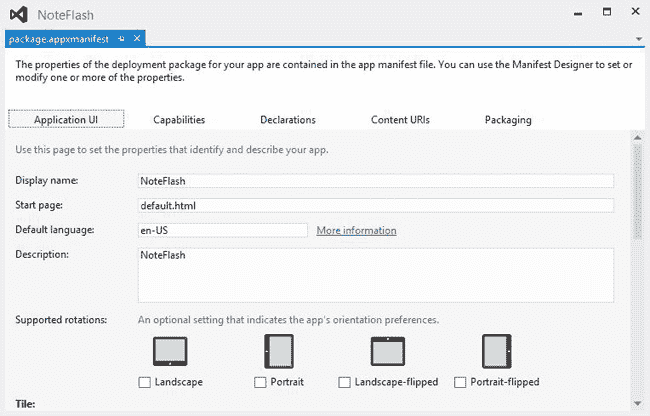 NoteFlash
package.appxmanifest
The properties of the deployment package for your app are contained in the app manifest file. You can use the Manifest Designer to set or
modify one or more of the properties.
Application UI Capabilities Declarations Content URIs Packaging
Use this page to set the properties that identify and describe your app.
Display name: NoteFlash
Start page: default.html
Default language: en-US More information
Description: NoteFlash
Supported rotations: An optional setting that indicates the app's orientation preferences.
Landscape Portrait Landscape-flipped Portrait-flipped
Tile: